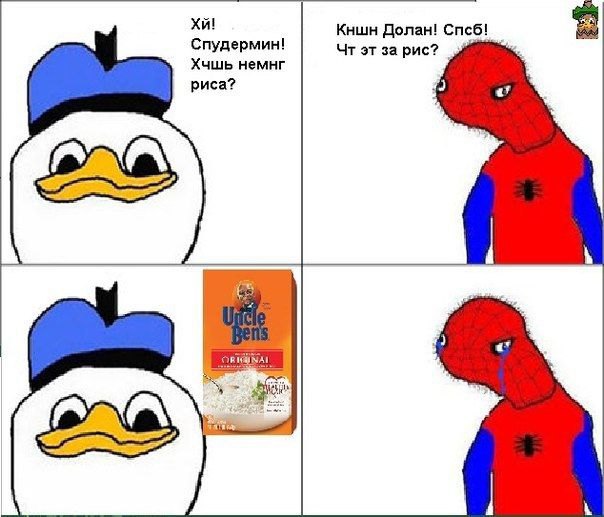 Хй!
Спудермин!
Хчшь немнг
риса?
Кншн Долан! Спсб!
Чт эт за рис?
Uncle
Ben's
ORIGINAL